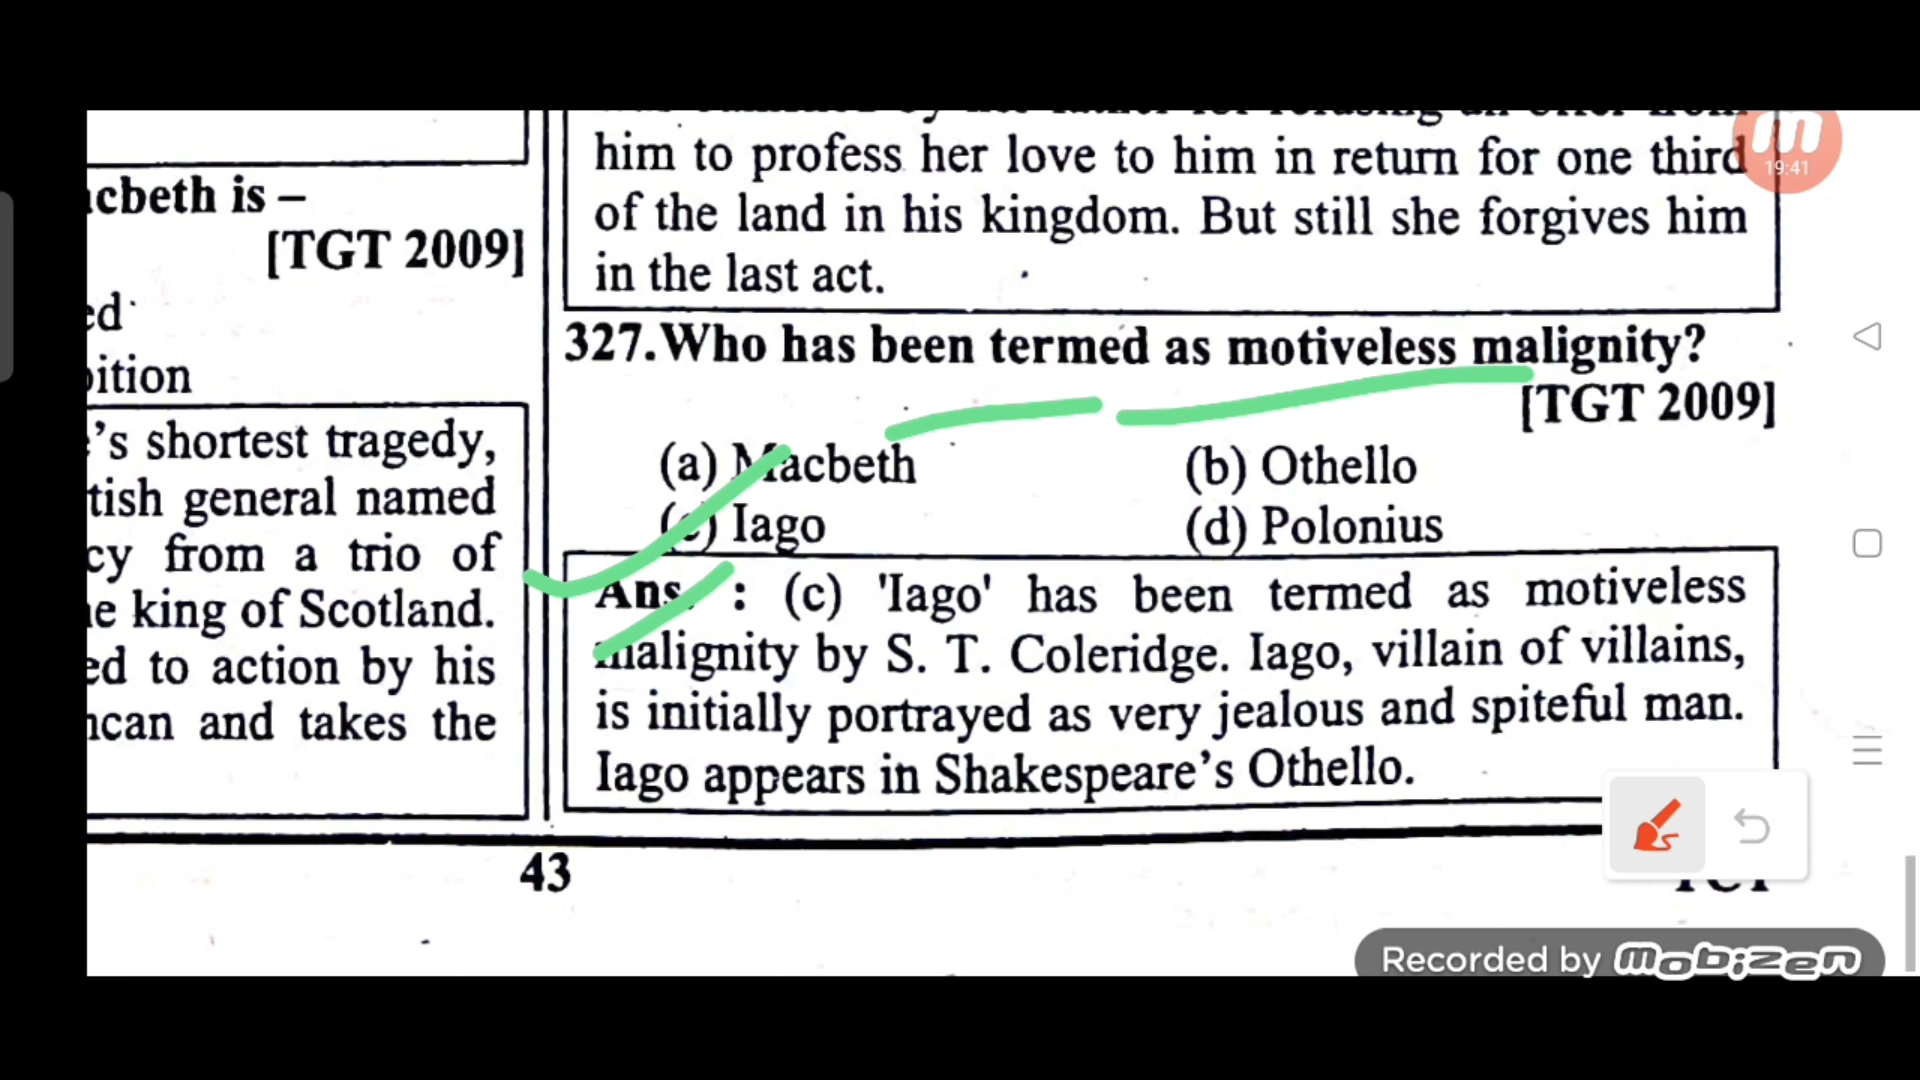 acbeth is –
[TGT 2009]
ed
bition
e's shortest tragedy,
tish general named
cy from a trio of
e king of Scotland.
ed to action by his
ncan and takes the
him to profess her love to him in return for one third
of the land in his kingdom. But still she forgives him
in the last act.
327.Who has been termed as motiveless malignity?
[TGT 2009]
(a) Macbeth (b) Othello
(c) Iago (d) Polonius
Ans. : (c) 'Iago' has been termed as motiveless
malignity by S. T. Coleridge. Iago, villain of villains,
is initially portrayed as very jealous and spiteful man.
Iago appears in Shakespeare's Othello.
43
19:41
Recorded by mobizen